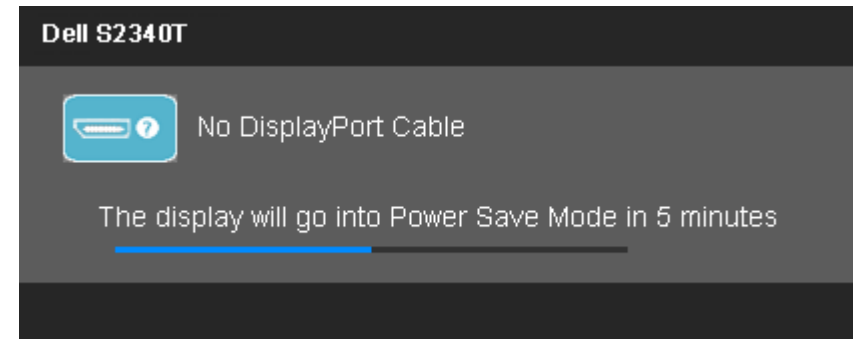 Dell S2340T
No DisplayPort Cable
The display will go into Power Save Mode in 5 minutes